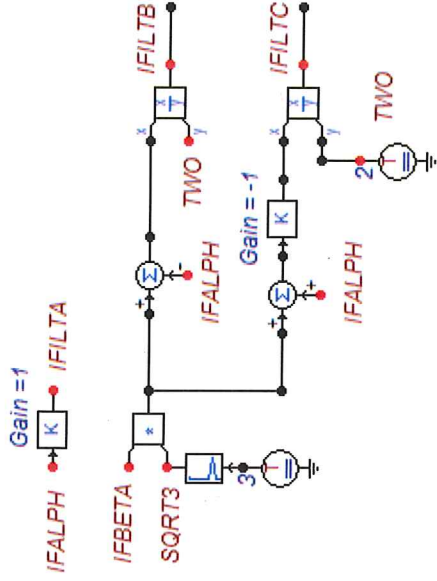 Gain =1
IFALPH
K
IFILTA
IFBETA
SQRT3
*
3
+
Σ
-
IFALPH
x
y
x
y
TWO
IFILTB
+
Σ
+
IFALPH
Gain = -1
K
x
y
x
y
IFILTC
2
TWO